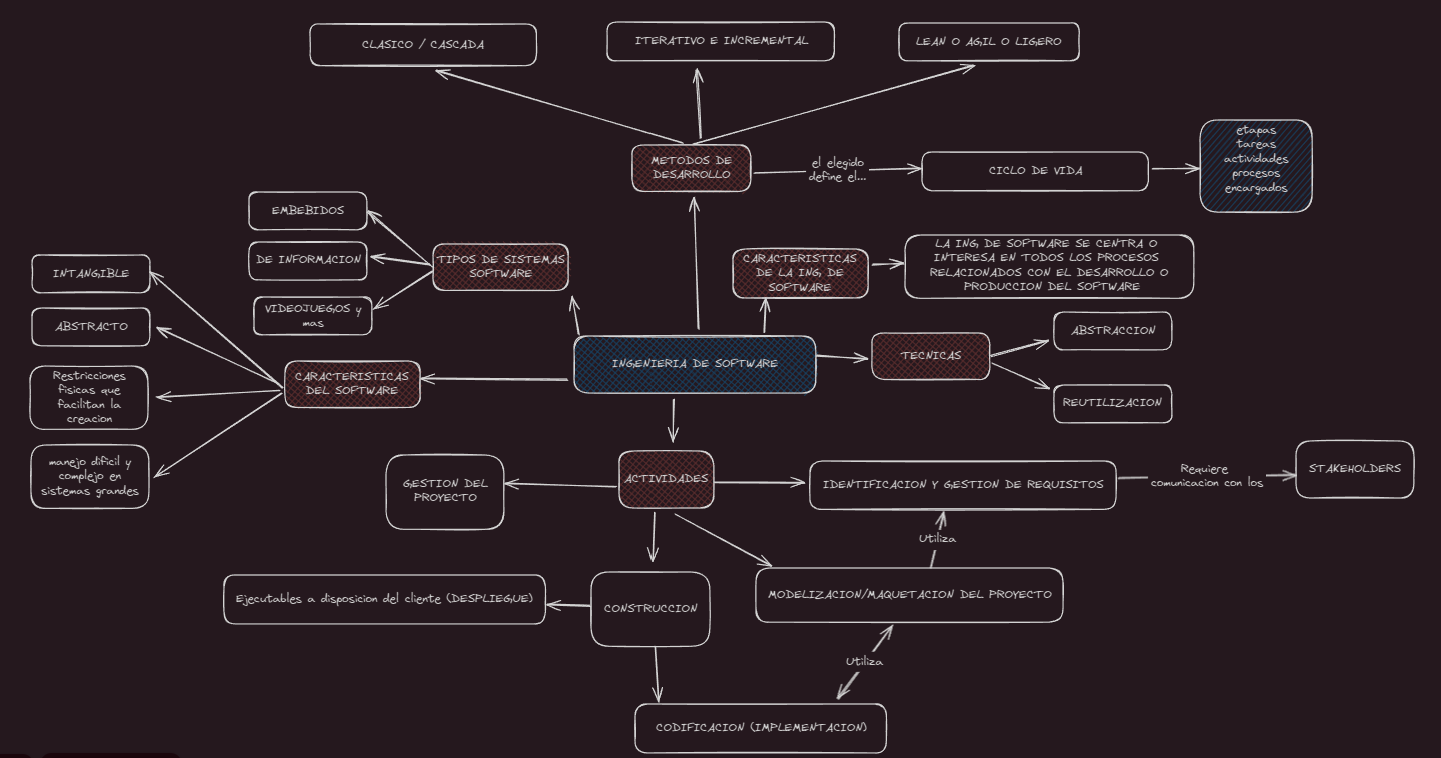 CLASICO / CASCADA
ITERATIVO E INCREMENTAL
LEAN O AGIL O LIGERO
METODOS DE
DESARROLLO
el elegido
define el...
CICLO DE VIDA
etapas
tareas
actividades
procesos
encargados
EMBEBIDOS
DE INFORMACION
VIDEOJUEGOS y
mas
TIPOS DE SISTEMAS
SOFTWARE
CARACTERISTICAS
DE LA ING, DE
SOFTWARE
LA ING, DE SOFTWARE SE CENTRA O
INTERESA EN TODOS LOS PROCESOS
RELACIONADOS CON EL DESARROLLO O
PRODUCCION DEL SOFTWARE
INTANGIBLE
ABSTRACTO
Restricciones
fisicas que
facilitan la
creacion
manejo dificil y
complejo en
sistemas grandes
CARACTERISTICAS
DEL SOFTWARE
INGENIERIA DE SOFTWARE
TECNICAS
ABSTRACCION
REUTILIZACION
GESTION DEL
PROYECTO
ACTIVIDADES
IDENTIFICACION Y GESTION DE REQUISITOS
Requiere
comunicacion con los
STAKEHOLDERS
Utiliza
Ejecutables a disposicion del cliente (DESPLIEGUE)
CONSTRUCCION
MODELIZACION/MAQUETACION DEL PROYECTO
Utiliza
CODIFICACION (IMPLEMENTACION)